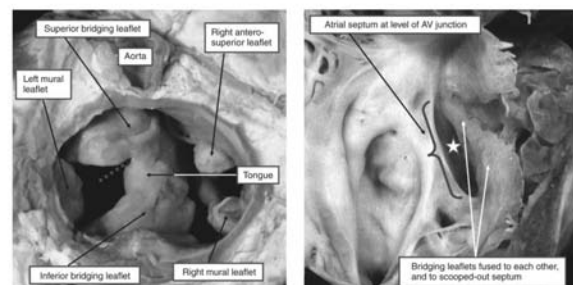 Superior bridging leaflet
Right antero-
superior leaflet
Aorta
Left mural
leaflet
Tongue
Inferior bridging leaflet
Right mural leaflet
Atrial septum at level of AV junction
Bridging leaflets fused to each other,
and to scooped-out septum